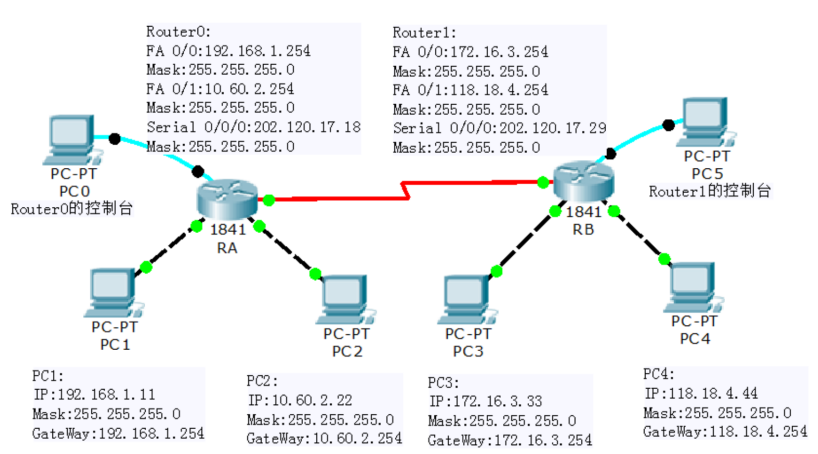 Router0:
FA 0/0:192.168.1.254
Mask:255.255.255.0
FA 0/1:10.60.2.254
Mask:255.255.255.0
Serial 0/0/0:202.120.17.18
Mask:255.255.255.0
Router1:
FA 0/0:172.16.3.254
Mask:255.255.255.0
FA 0/1:118.18.4.254
Mask:255.255.255.0
Serial 0/0/0:202.120.17.29
Mask:255.255.255.0
PC-PT
PC0
Router0的控制台
PC-PT
PC5
Router1的控制台
1841
RA
1841
RB
PC-PT
PC1
PC-PT
PC2
PC-PT
PC3
PC-PT
PC4
PC1:
IP:192.168.1.11
Mask:255.255.255.0
GateWay:192.168.1.254
PC2:
IP:10.60.2.22
Mask:255.255.255.0
GateWay:10.60.2.254
PC3:
IP:172.16.3.33
Mask:255.255.255.0
GateWay:172.16.3.254
PC4:
IP:118.18.4.44
Mask:255.255.255.0
GateWay:118.18.4.254